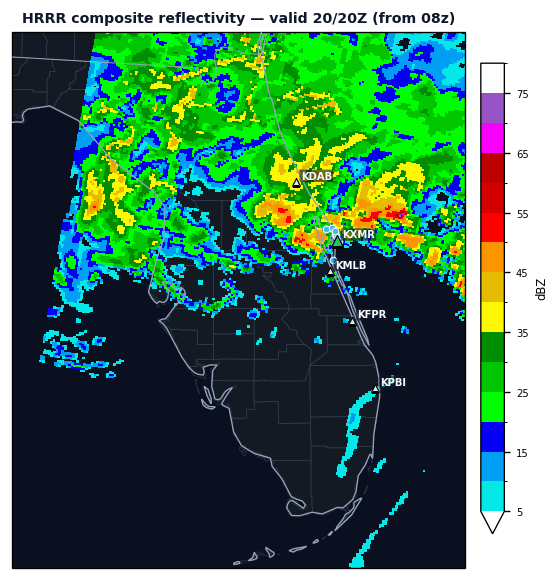 HRRR composite reflectivity — valid 20/20Z (from 08z)
KDAB
KXMR
KMLB
KFPR
KPBI
75
65
55
45
35
25
15
5
dBZ